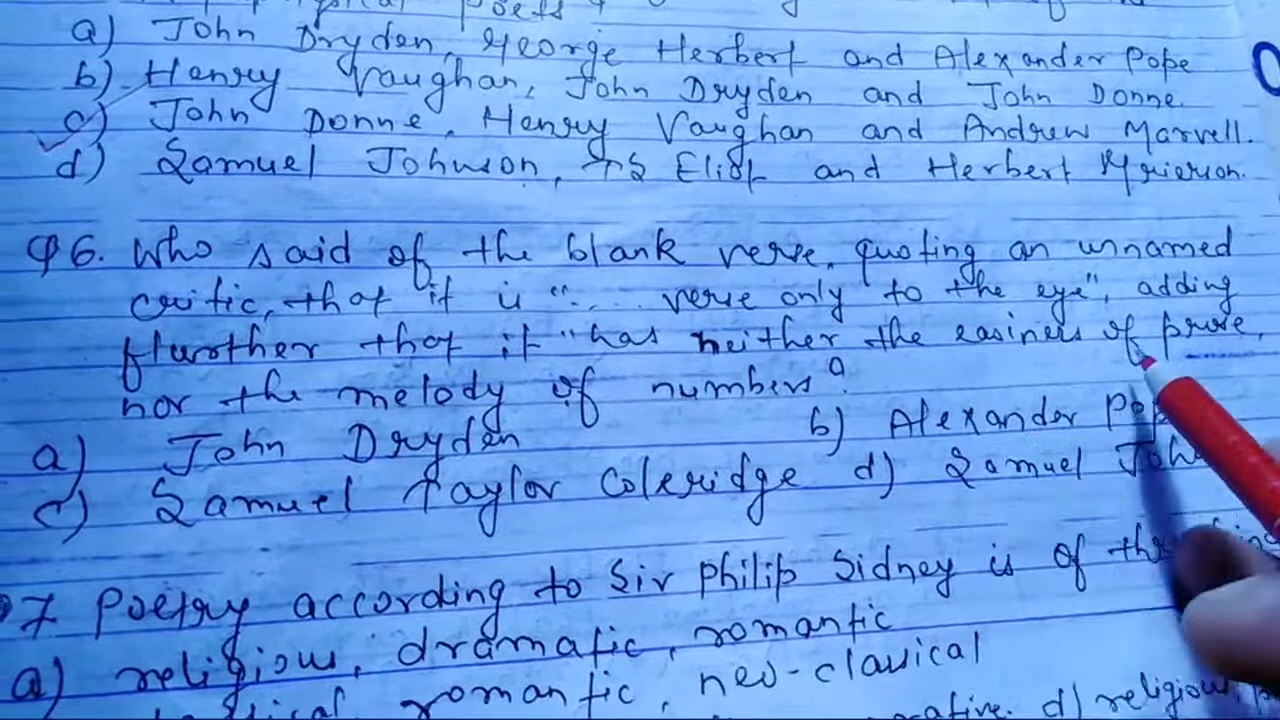 poets
a) John Dryden, George Herbert and Alexander Pope
b) Henry Vaughan, John Dryden and John Donne.
c) John Donne, Henry Vaughan and Andrew Marvell.
d) Samuel Johnson, TS Eliot and Herbert Grierson.
Q6. Who said of the blank verse, quoting an unnamed
critic, that it is "... verse only to the eye", adding
further that it "has neither the easiness of prose,
nor the melody of numbers?
a) John Dryden b) Alexander Pop
c) Samuel Taylor Coleridge d) Samuel Joh
7 Poetry according to Sir Philip Sidney is of
a) religious, dramatic, romantic
romantic, neo-classical
d) religious,